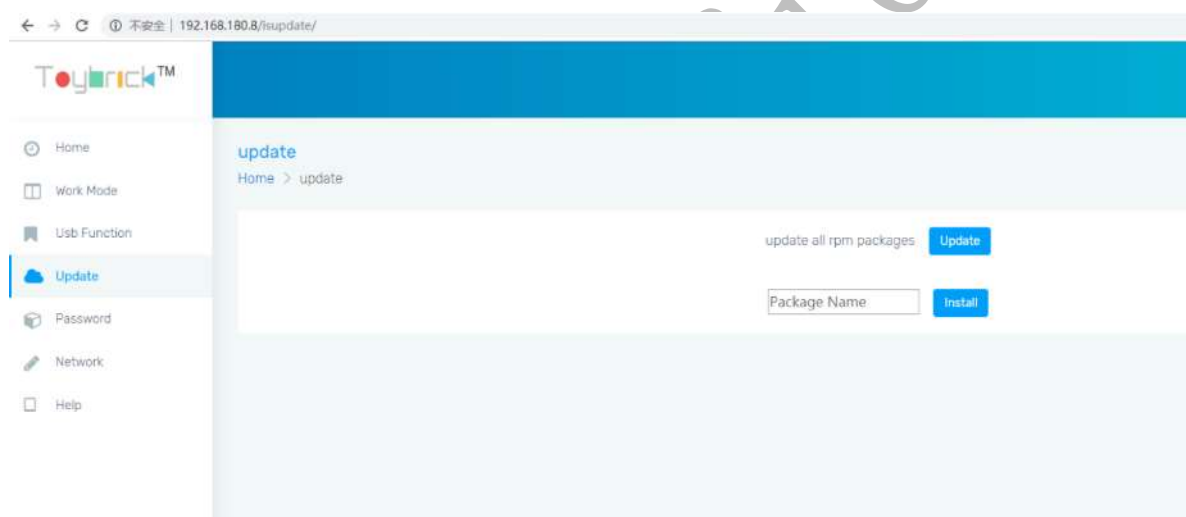 不安全 | 192.168.180.8/isupdate/
Toybrick™
Home
Work Mode
Usb Function
Update
Password
Network
Help
update
Home > update
update all rpm packages Update
Package Name Install